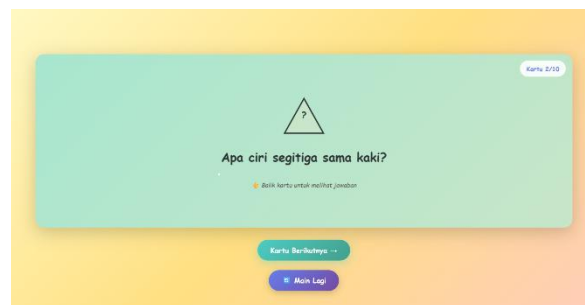 Kartu 2/10
?
Apa ciri segitiga sama kaki?
Balik kartu untuk melihat jawaban
Kartu Berikutnya →
Main Lagi